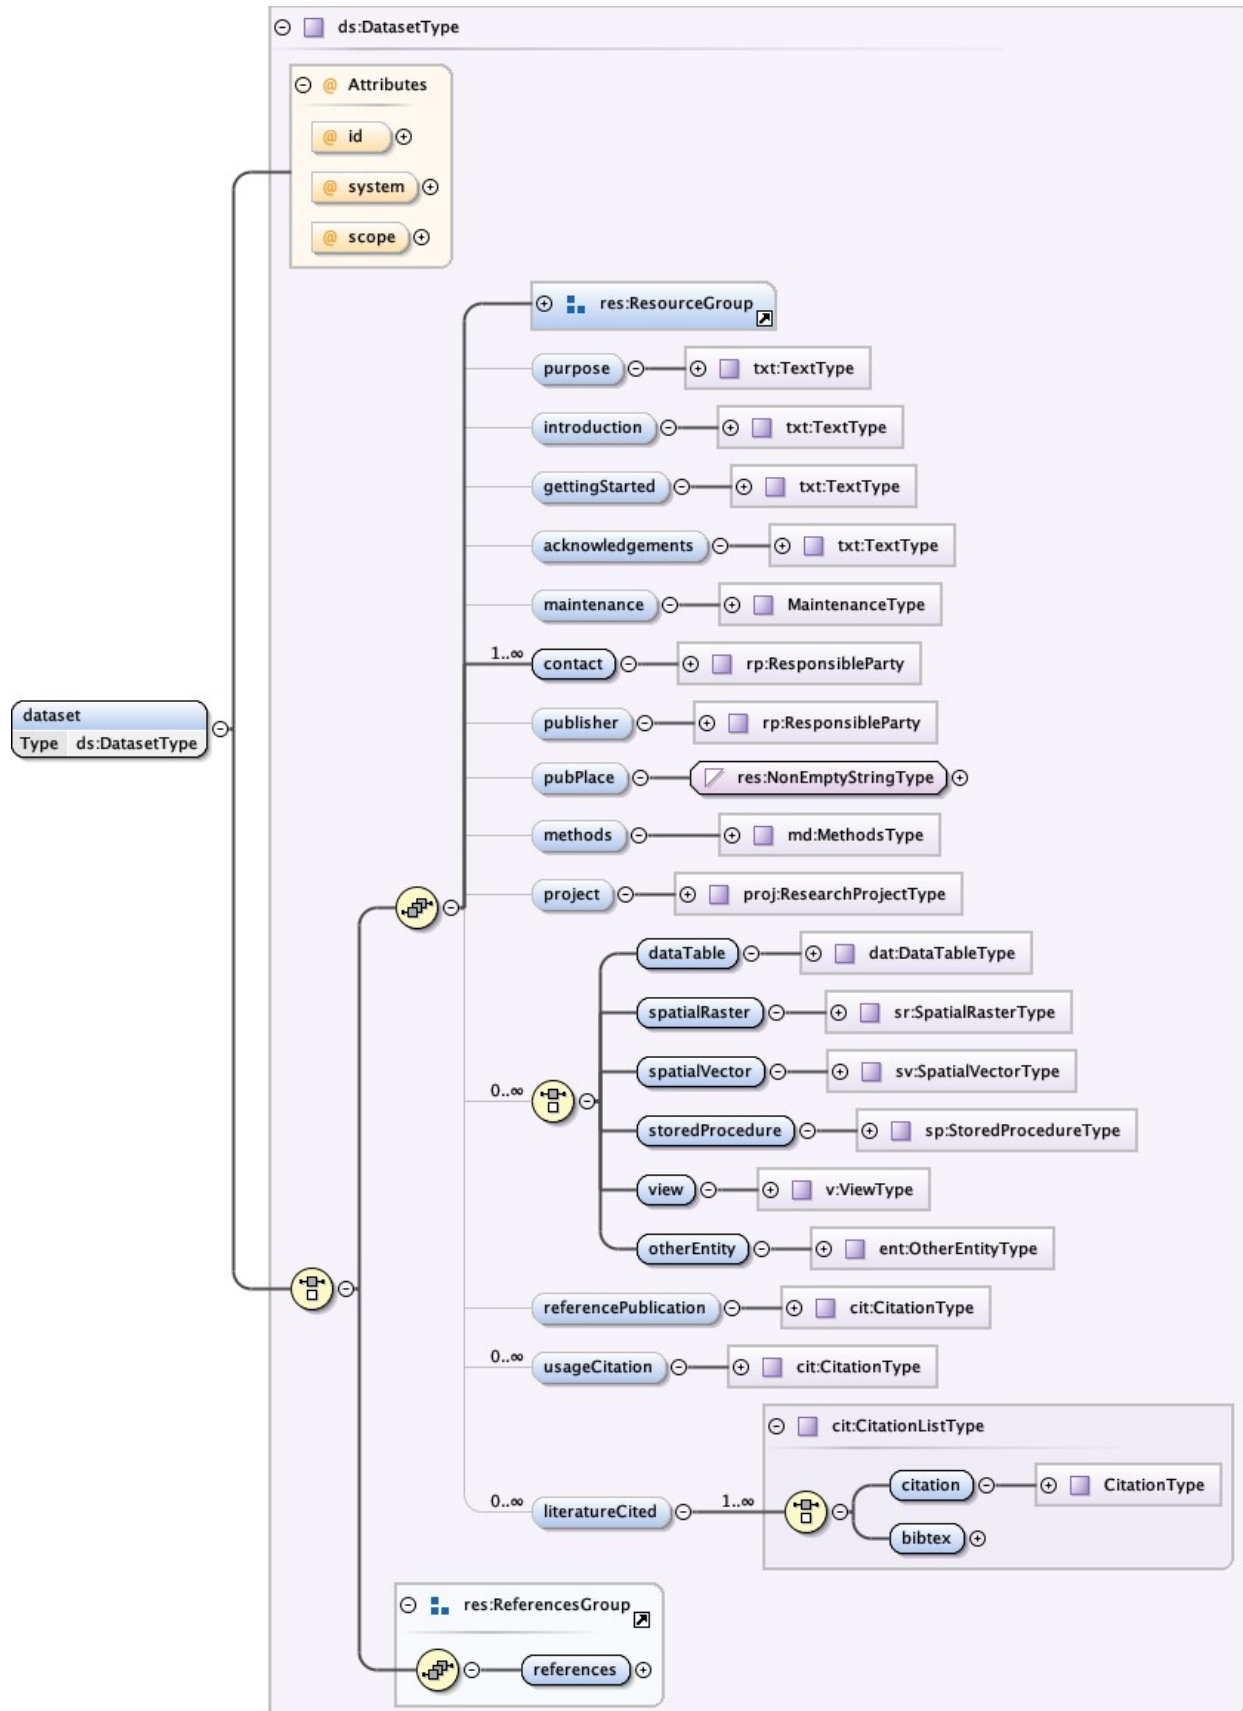 ds:DatasetType
@ Attributes
@ id
@ system
@ scope
res:ResourceGroup
purpose txt:TextType
introduction txt:TextType
gettingStarted txt:TextType
acknowledgements txt:TextType
maintenance MaintenanceType
1..∞ contact rp:ResponsibleParty
publisher rp:ResponsibleParty
dataset
Type ds:DatasetType
pubPlace res:NonEmptyStringType
methods md:MethodsType
project proj:ResearchProjectType
dataTable dat:DataTableType
spatialRaster sr:SpatialRasterType
spatialVector sv:SpatialVectorType
0..∞
storedProcedure sp:StoredProcedureType
view v:ViewType
otherEntity ent:OtherEntityType
referencePublication cit:CitationType
0..∞ usageCitation cit:CitationType
cit:CitationListType
citation CitationType
0..∞ literatureCited 1..∞
bibtex
res:ReferencesGroup
references